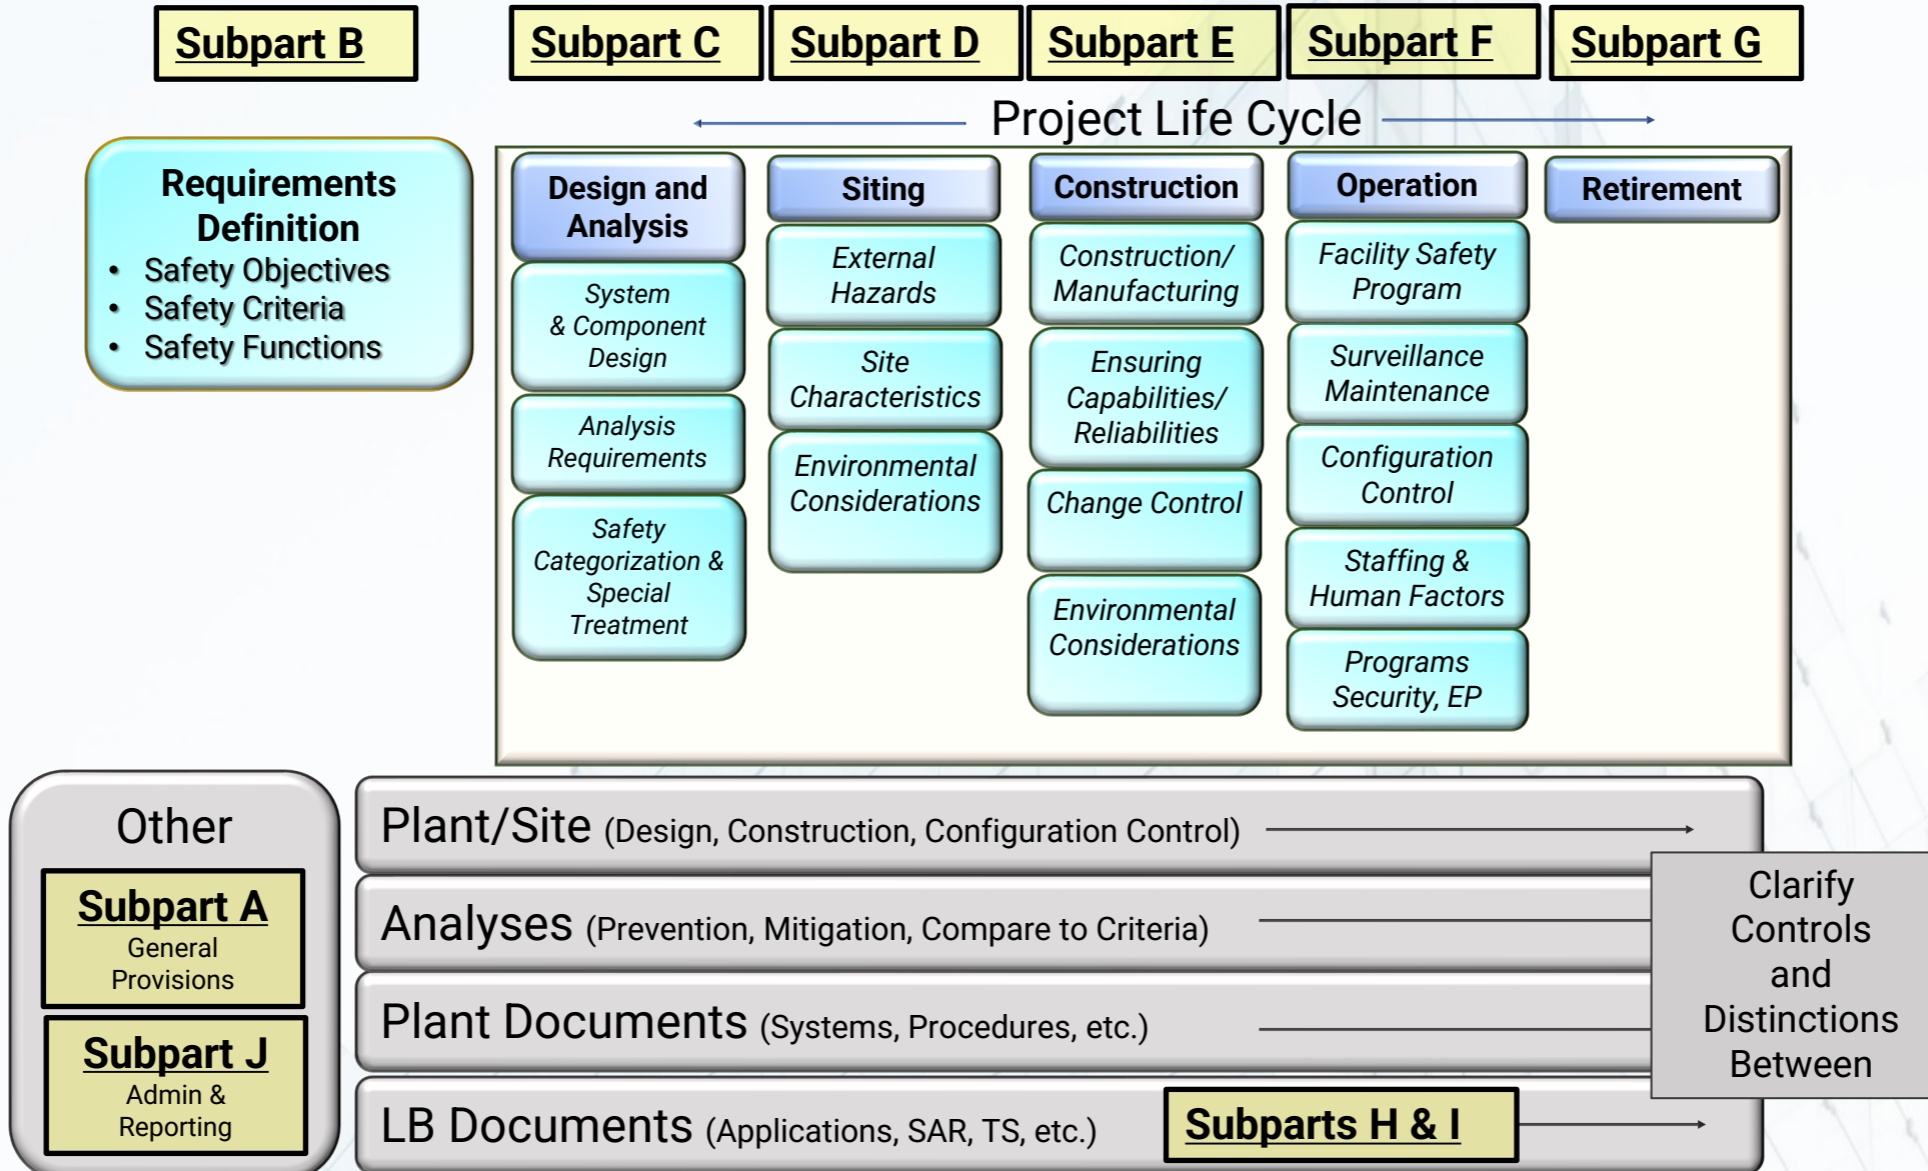 Subpart B
Subpart C
Subpart D
Subpart E
Subpart F
Subpart G
Project Life Cycle
Requirements
Definition
• Safety Objectives
• Safety Criteria
• Safety Functions
Design and
Analysis
System
& Component
Design
Analysis
Requirements
Safety
Categorization &
Special
Treatment
Siting
External
Hazards
Site
Characteristics
Environmental
Considerations
Construction
Construction/
Manufacturing
Ensuring
Capabilities/
Reliabilities
Change Control
Environmental
Considerations
Operation
Facility Safety
Program
Surveillance
Maintenance
Configuration
Control
Staffing &
Human Factors
Programs
Security, EP
Retirement
Other
Subpart A
General
Provisions
Subpart J
Admin &
Reporting
Plant/Site (Design, Construction, Configuration Control)
Analyses (Prevention, Mitigation, Compare to Criteria)
Plant Documents (Systems, Procedures, etc.)
LB Documents (Applications, SAR, TS, etc.)
Subparts H & I
Clarify
Controls
and
Distinctions
Between